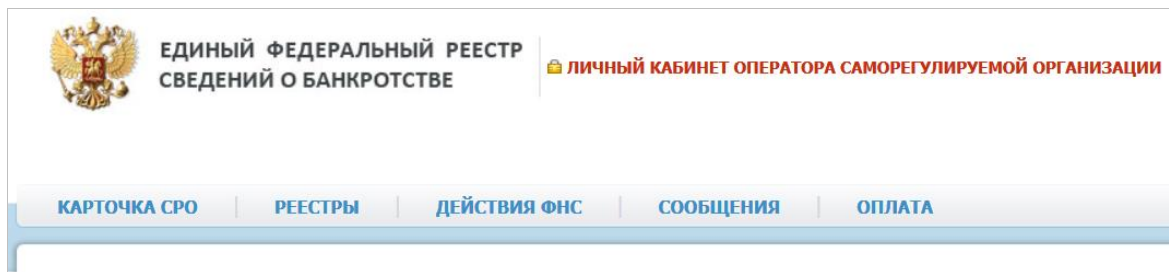 ЕДИНЫЙ ФЕДЕРАЛЬНЫЙ РЕЕСТР
СВЕДЕНИЙ О БАНКРОТСТВЕ
ЛИЧНЫЙ КАБИНЕТ ОПЕРАТОРА САМОРЕГУЛИРУЕМОЙ ОРГАНИЗАЦИИ
КАРТОЧКА СРО РЕЕСТРЫ ДЕЙСТВИЯ ФНС СООБЩЕНИЯ ОПЛАТА